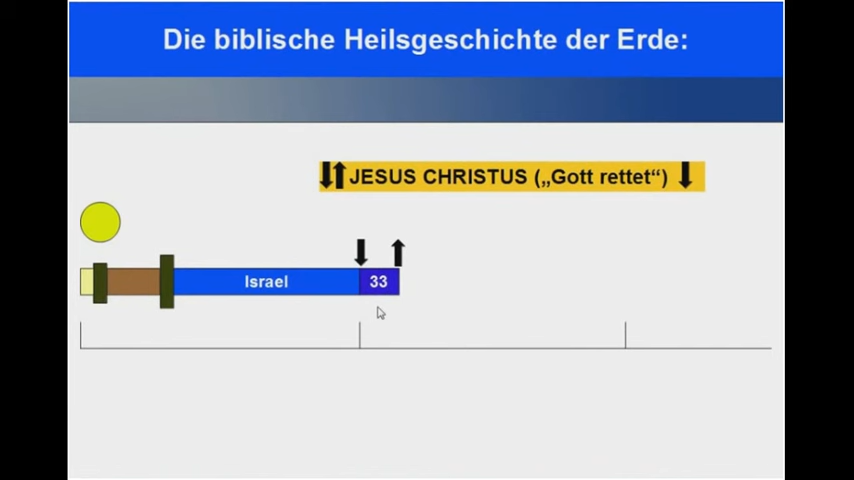 Die biblische Heilsgeschichte der Erde:
JESUS CHRISTUS („Gott rettet“)
Israel
33